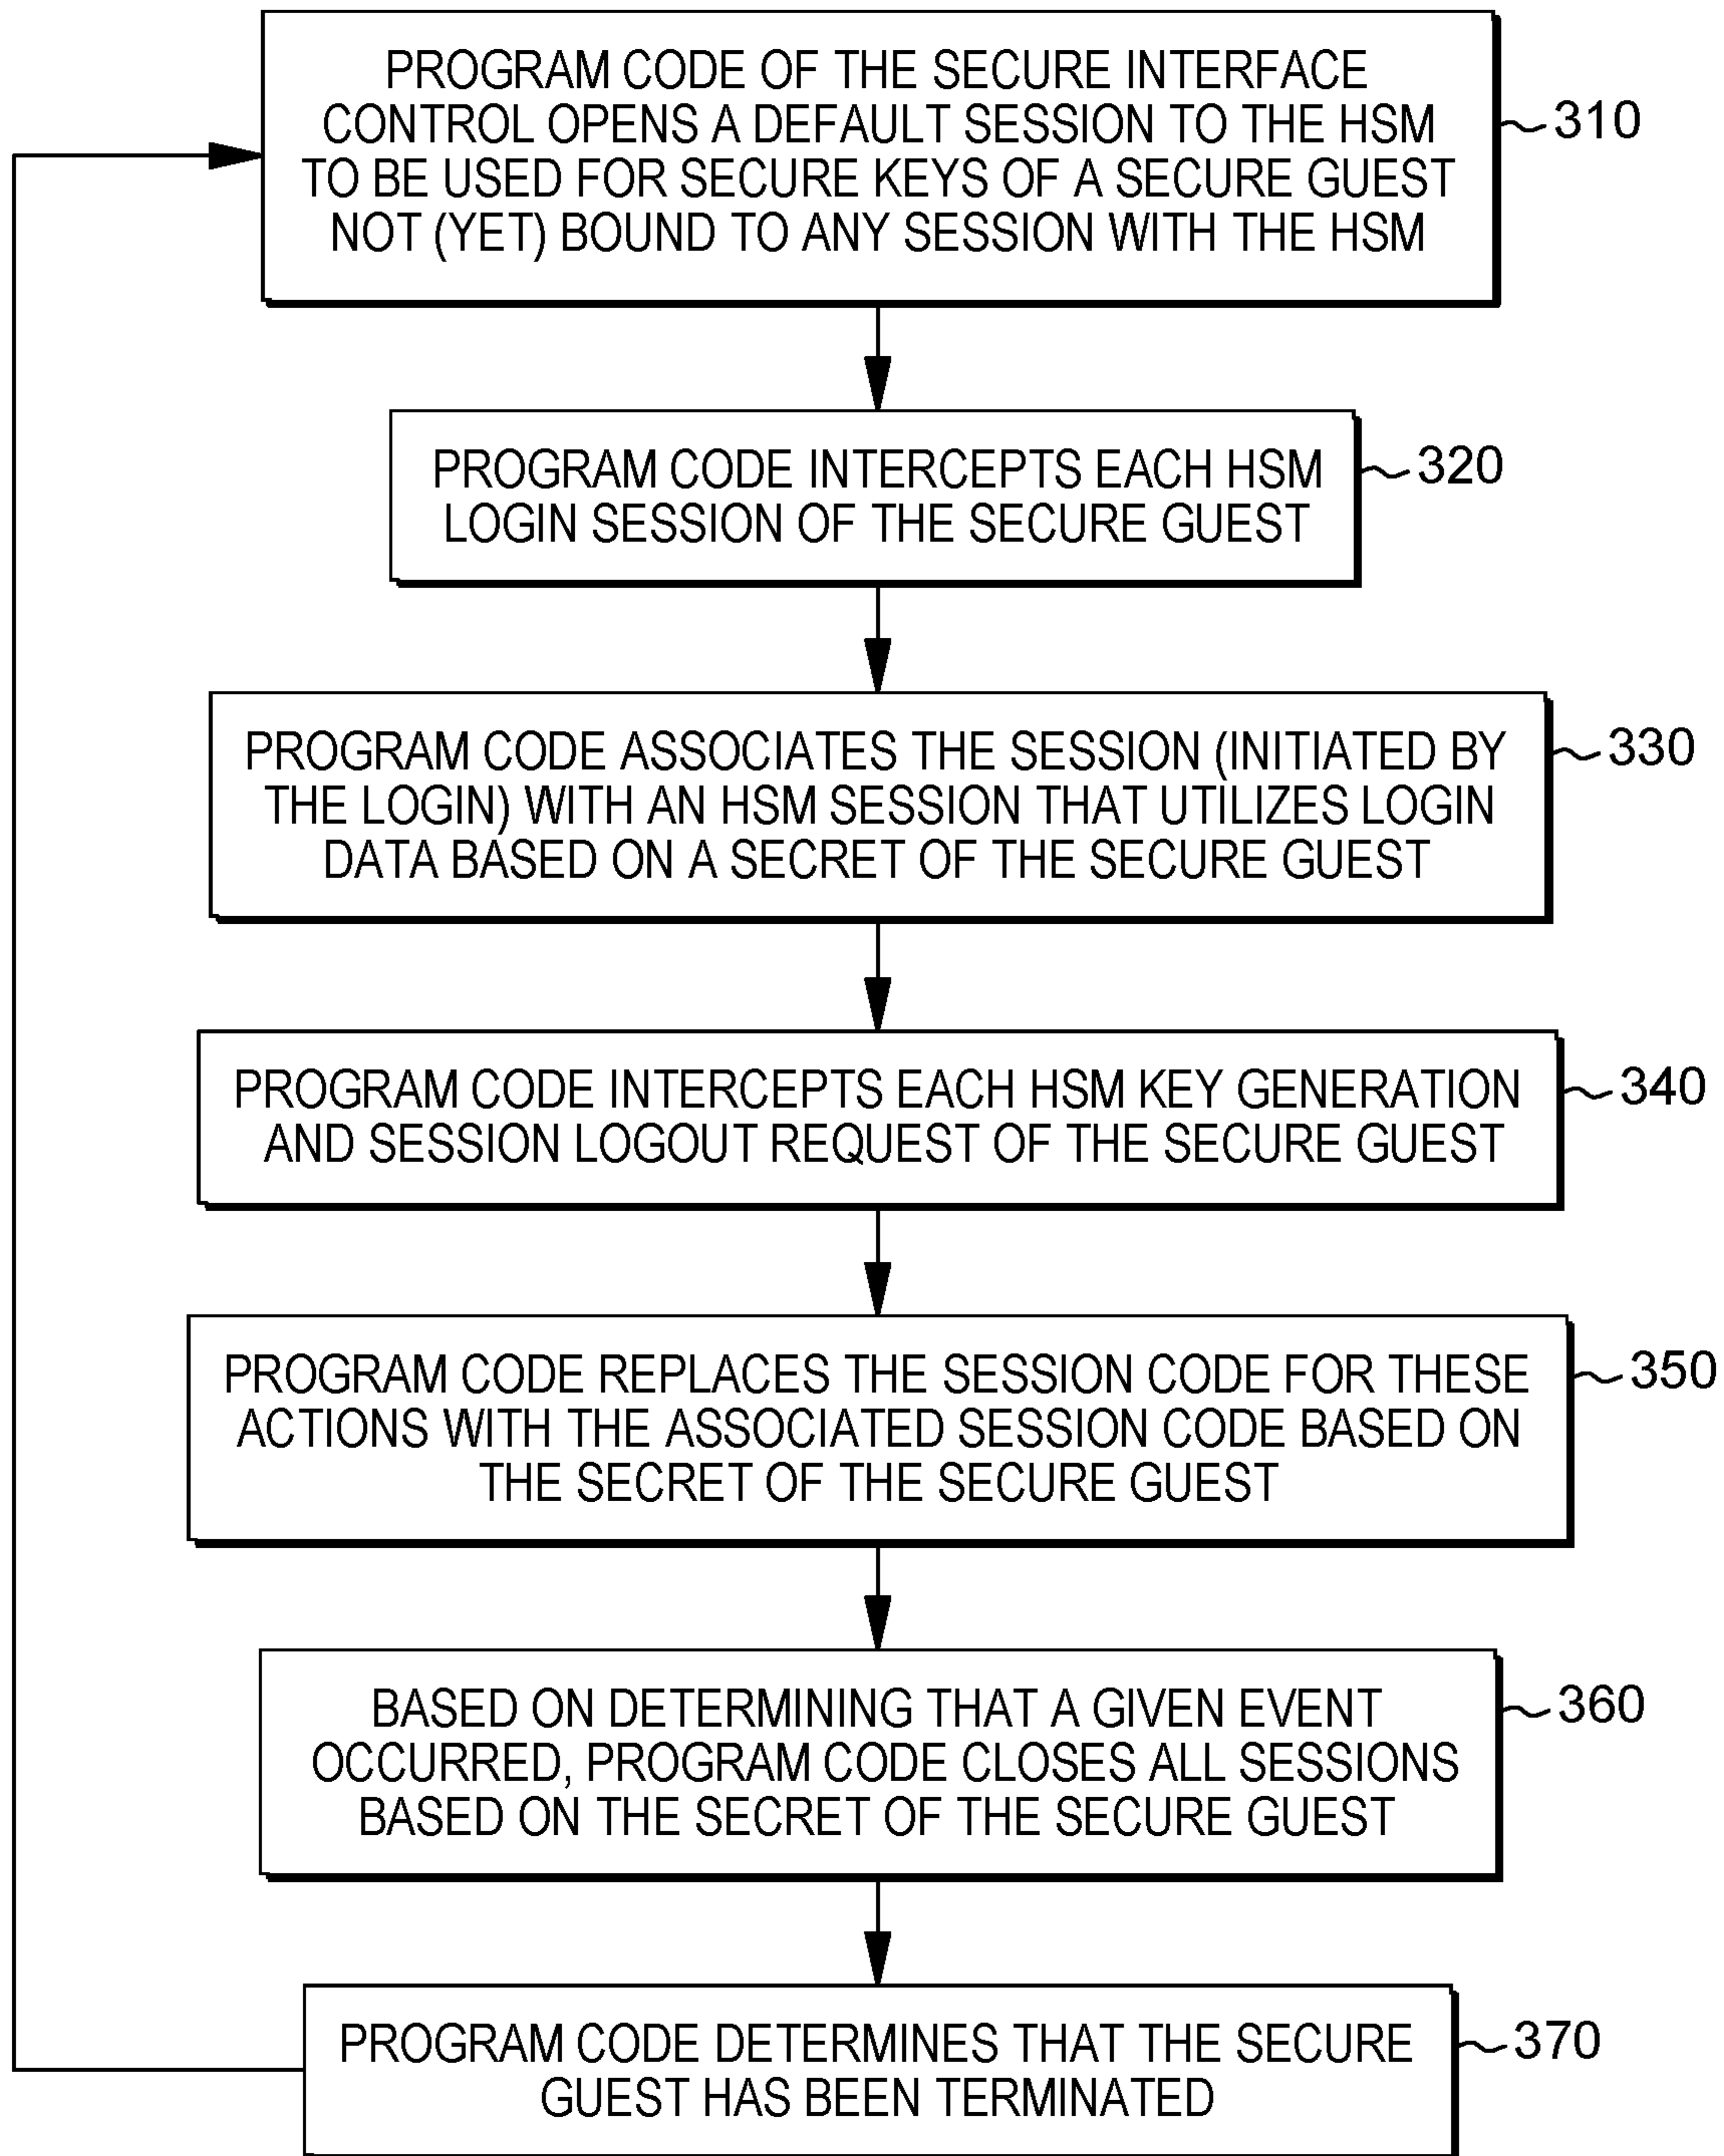 PROGRAM CODE OF THE SECURE INTERFACE
CONTROL OPENS A DEFAULT SESSION TO THE HSM
TO BE USED FOR SECURE KEYS OF A SECURE GUEST
NOT (YET) BOUND TO ANY SESSION WITH THE HSM
310
PROGRAM CODE INTERCEPTS EACH HSM
LOGIN SESSION OF THE SECURE GUEST
320
PROGRAM CODE ASSOCIATES THE SESSION (INITIATED BY
THE LOGIN) WITH AN HSM SESSION THAT UTILIZES LOGIN
DATA BASED ON A SECRET OF THE SECURE GUEST
330
PROGRAM CODE INTERCEPTS EACH HSM KEY GENERATION
AND SESSION LOGOUT REQUEST OF THE SECURE GUEST
340
PROGRAM CODE REPLACES THE SESSION CODE FOR THESE
ACTIONS WITH THE ASSOCIATED SESSION CODE BASED ON
THE SECRET OF THE SECURE GUEST
350
BASED ON DETERMINING THAT A GIVEN EVENT
OCCURRED, PROGRAM CODE CLOSES ALL SESSIONS
BASED ON THE SECRET OF THE SECURE GUEST
360
PROGRAM CODE DETERMINES THAT THE SECURE
GUEST HAS BEEN TERMINATED
370